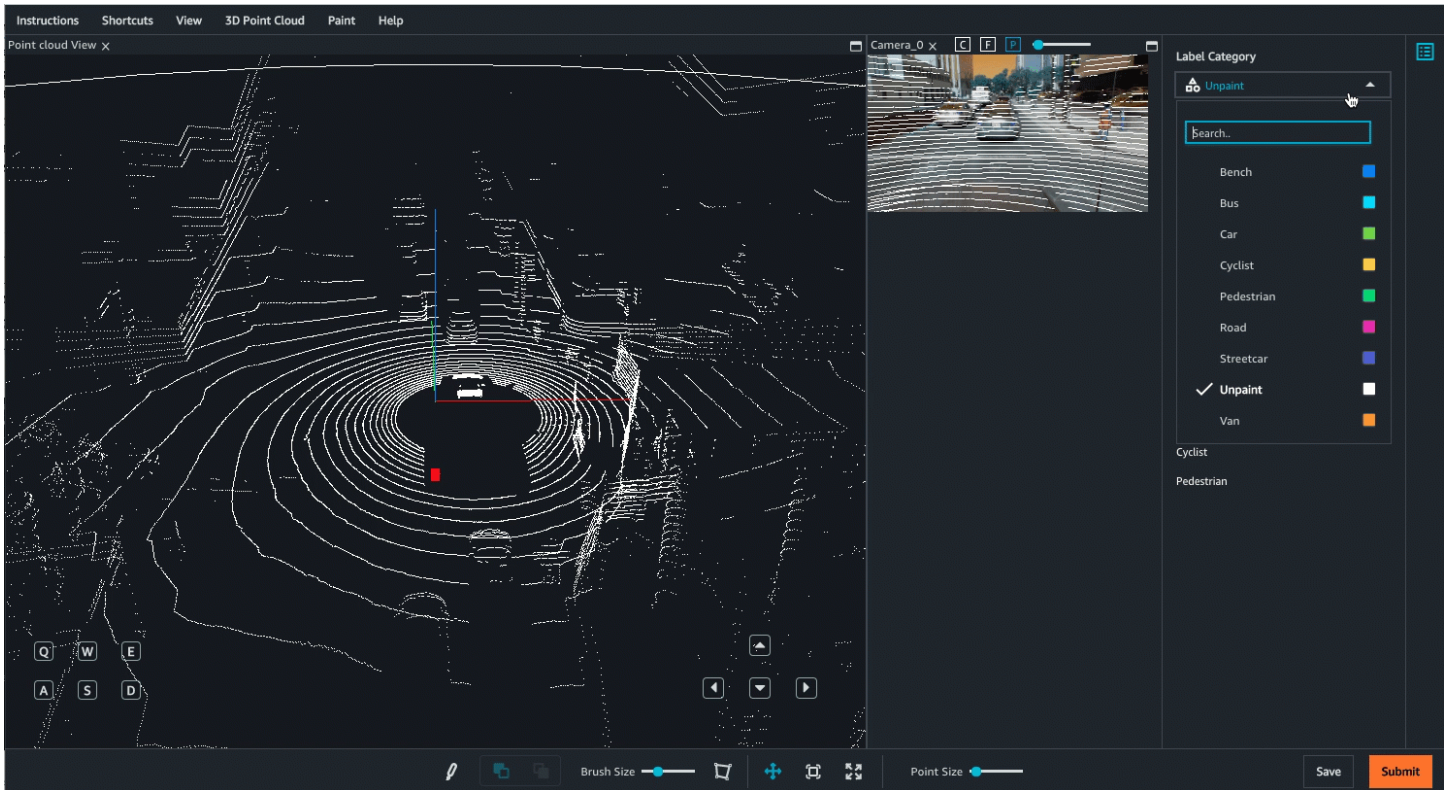 Instructions Shortcuts View 3D Point Cloud Paint Help
Point cloud View
Camera_0 C F P
Label Category
Unpaint
Search..
Bench
Bus
Car
Cyclist
Pedestrian
Road
Streetcar
Unpaint
Van
Cyclist
Pedestrian
Q W E
A S D
Brush Size Point Size Save Submit